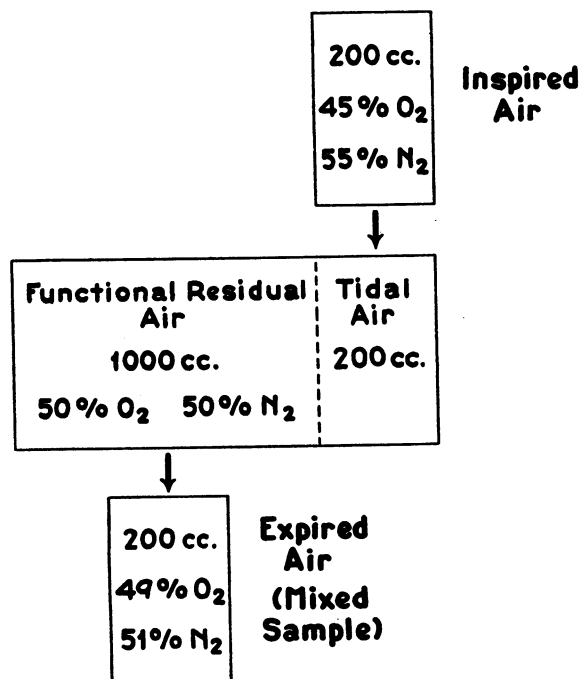 200 cc.
45% O₂
55% N₂
Inspired
Air
Functional Residual
Air
1000 cc.
50% O₂ 50% N₂
Tidal
Air
200 cc.
200 cc.
49% O₂
51% N₂
Expired
Air
(Mixed
Sample)